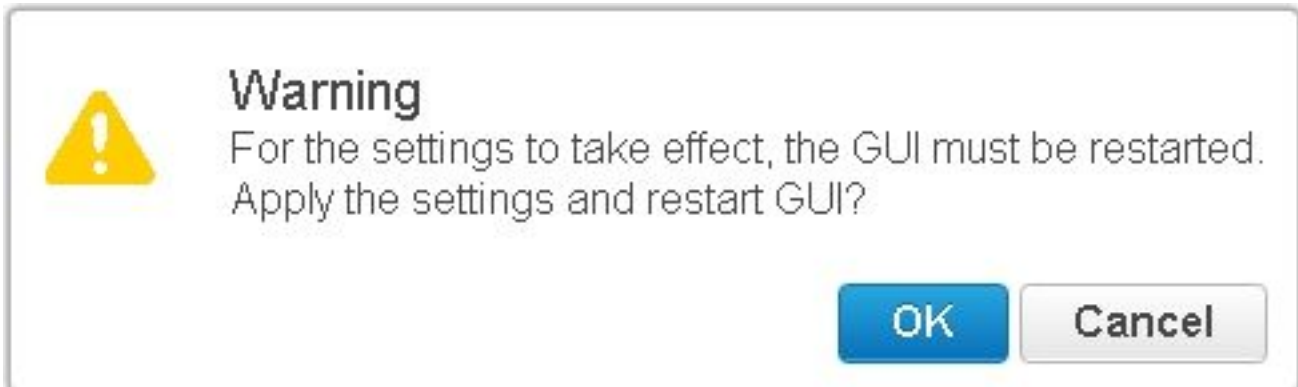 Warning
For the settings to take effect, the GUI must be restarted.
Apply the settings and restart GUI?
OK Cancel